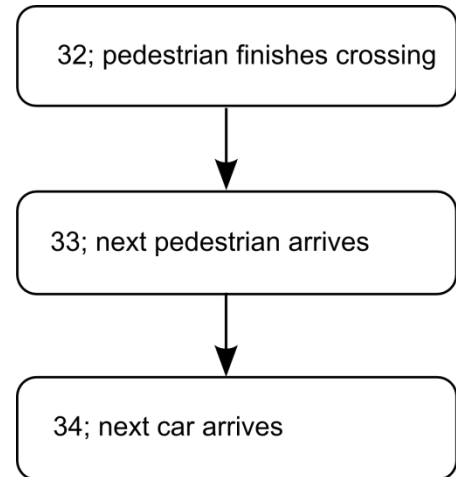 32; pedestrian finishes crossing
33; next pedestrian arrives
34; next car arrives